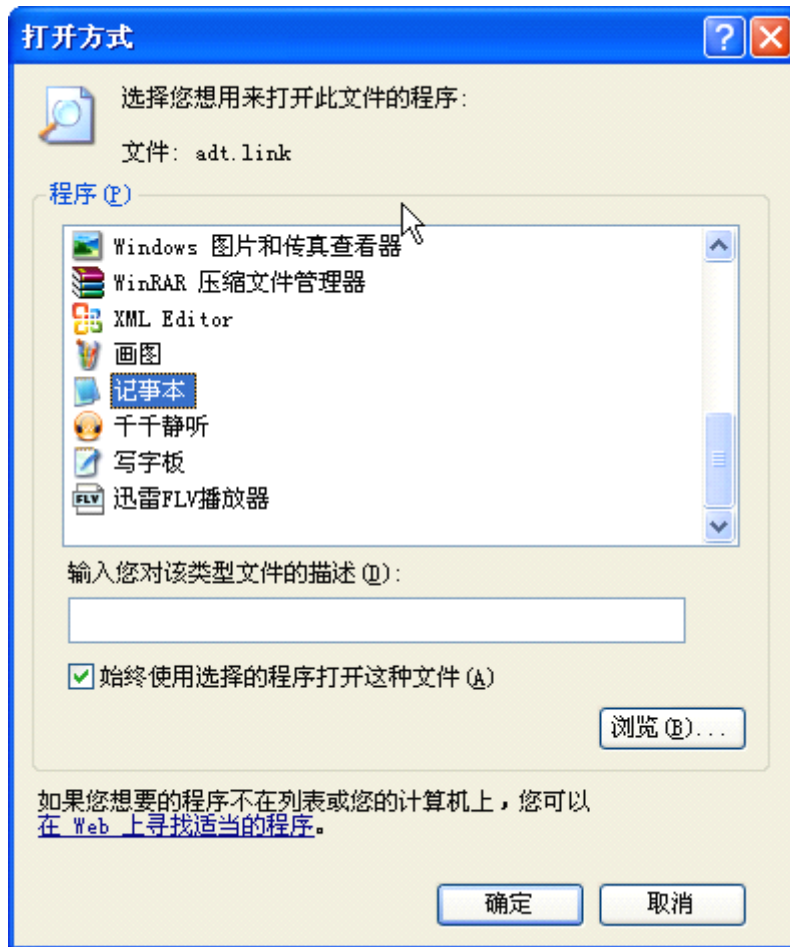 打开方式
选择您想用来打开此文件的程序:
文件: adt.link
程序(P)
Windows 图片和传真查看器
WinRAR 压缩文件管理器
XML Editor
画图
记事本
千千静听
写字板
FLV
迅雷FLV播放器
输入您对该类型文件的描述(D):
始终使用选择的程序打开这种文件(A)
浏览(B)...
如果您想要的程序不在列表或您的计算机上，您可以
在 Web 上寻找适当的程序。
确定
取消